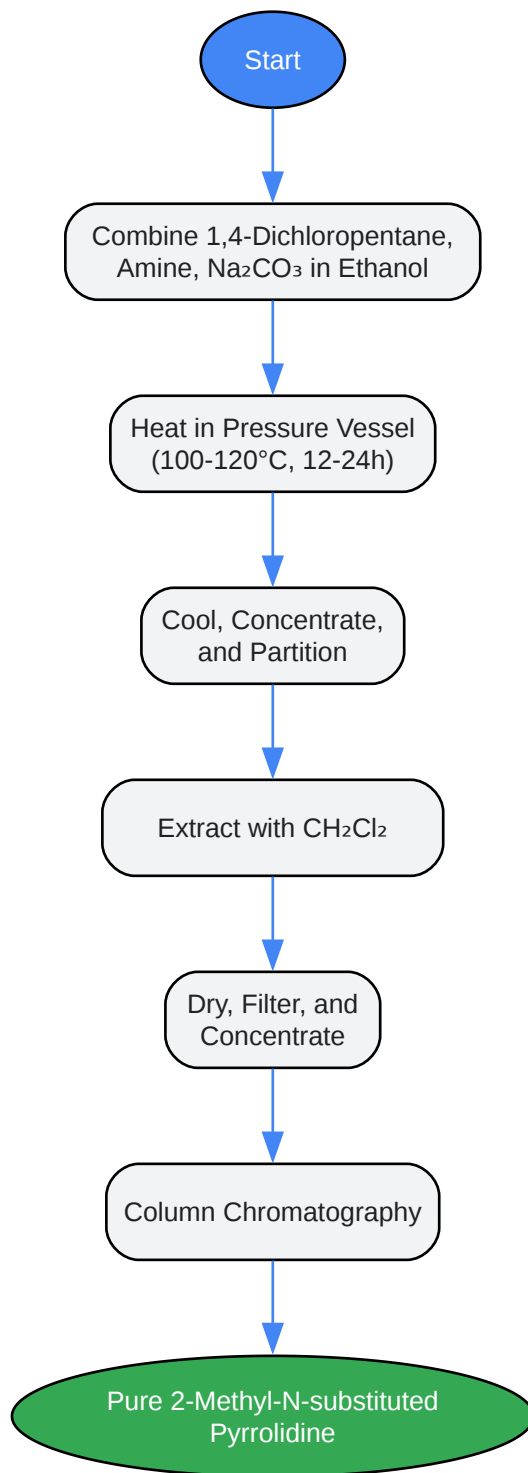 Start
Combine 1,4-Dichloropentane,
Amine, Na₂CO₃ in Ethanol
Heat in Pressure Vessel
(100-120°C, 12-24h)
Cool, Concentrate,
and Partition
Extract with CH₂Cl₂
Dry, Filter, and
Concentrate
Column Chromatography
Pure 2-Methyl-N-substituted
Pyrrolidine